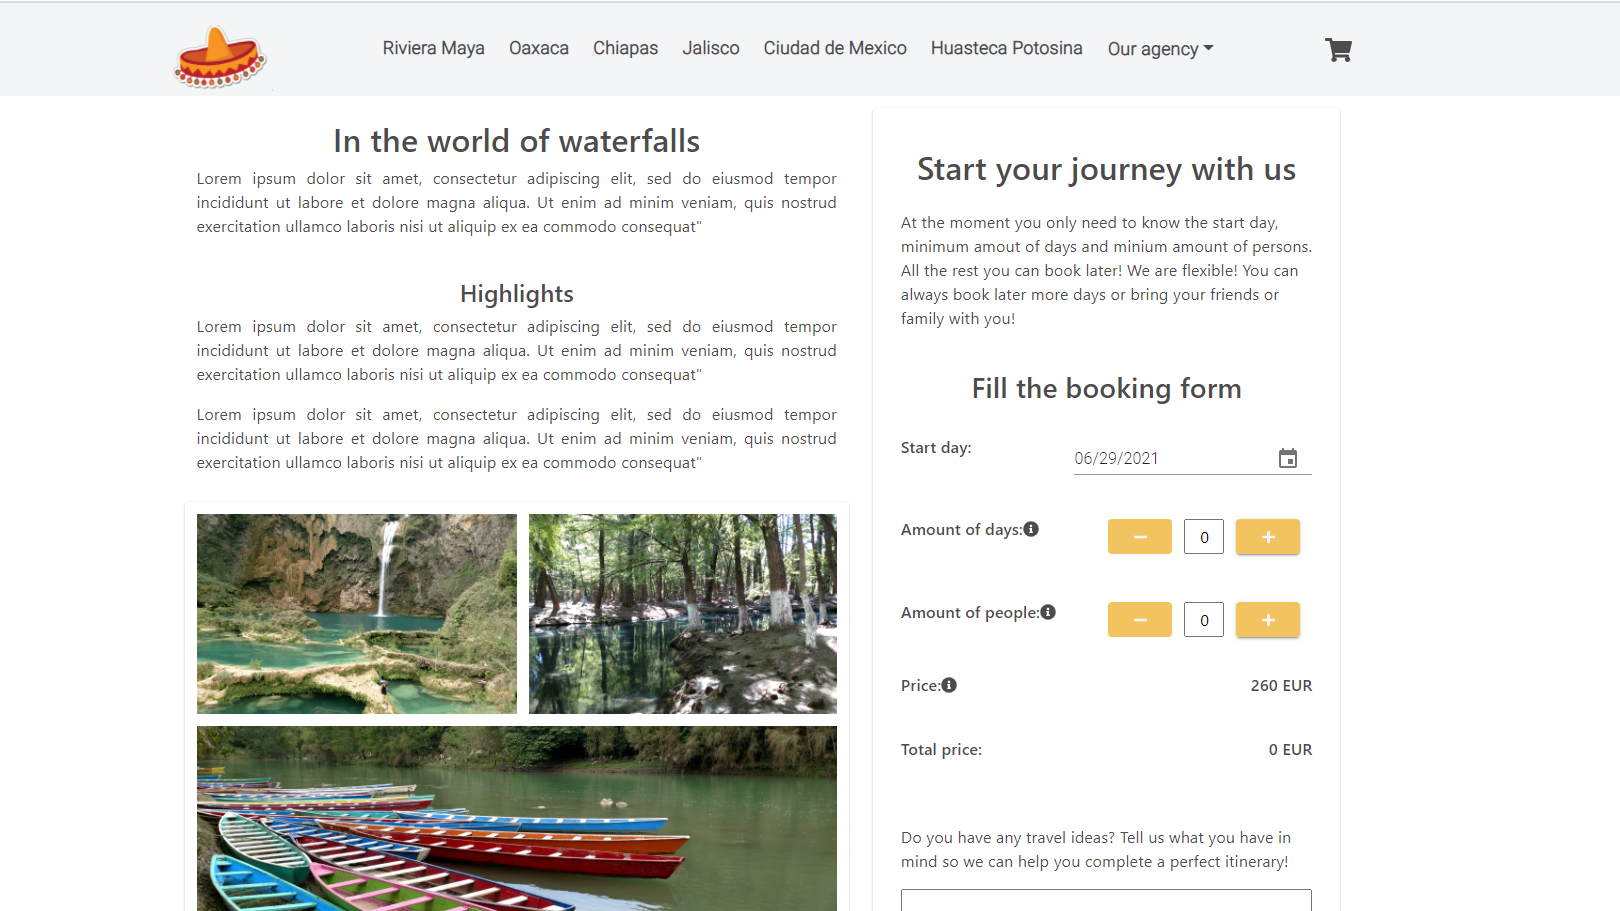 Riviera Maya Oaxaca Chiapas Jalisco Ciudad de Mexico Huasteca Potosina Our agency
In the world of waterfalls
Lorem ipsum dolor sit amet, consectetur adipiscing elit, sed do eiusmod tempor
incididunt ut labore et dolore magna aliqua. Ut enim ad minim veniam, quis nostrud
exercitation ullamco laboris nisi ut aliquip ex ea commodo consequat"
Highlights
Lorem ipsum dolor sit amet, consectetur adipiscing elit, sed do eiusmod tempor
incididunt ut labore et dolore magna aliqua. Ut enim ad minim veniam, quis nostrud
exercitation ullamco laboris nisi ut aliquip ex ea commodo consequat"
Lorem ipsum dolor sit amet, consectetur adipiscing elit, sed do eiusmod tempor
incididunt ut labore et dolore magna aliqua. Ut enim ad minim veniam, quis nostrud
exercitation ullamco laboris nisi ut aliquip ex ea commodo consequat"
Start your journey with us
At the moment you only need to know the start day,
minimum amout of days and minium amount of persons.
All the rest you can book later! We are flexible! You can
always book later more days or bring your friends or
family with you!
Fill the booking form
Start day: 06/29/2021
Amount of days: − 0 +
Amount of people: − 0 +
Price: 260 EUR
Total price: 0 EUR
Do you have any travel ideas? Tell us what you have in
mind so we can help you complete a perfect itinerary!